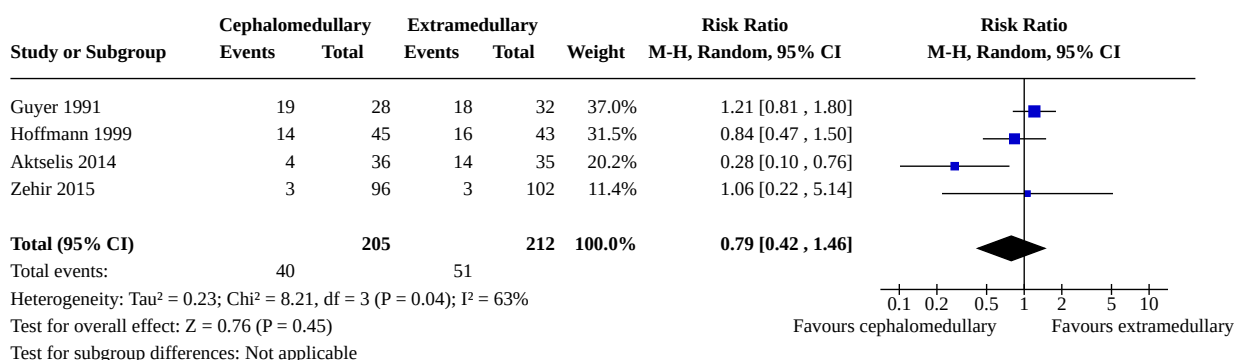 Cephalomedullary Extramedullary Risk Ratio Risk Ratio
Study or Subgroup Events Total Events Total Weight M-H, Random, 95% CI M-H, Random, 95% CI
Guyer 1991 19 28 18 32 37.0% 1.21 [0.81 , 1.80]
Hoffmann 1999 14 45 16 43 31.5% 0.84 [0.47 , 1.50]
Aktselis 2014 4 36 14 35 20.2% 0.28 [0.10 , 0.76]
Zehir 2015 3 96 3 102 11.4% 1.06 [0.22 , 5.14]
Total (95% CI) 205 212 100.0% 0.79 [0.42 , 1.46]
Total events: 40 51
Heterogeneity: Tau² = 0.23; Chi² = 8.21, df = 3 (P = 0.04); I² = 63%
0.1 0.2 0.5 1 2 5 10
Test for overall effect: Z = 0.76 (P = 0.45) Favours cephalomedullary Favours extramedullary
Test for subgroup differences: Not applicable